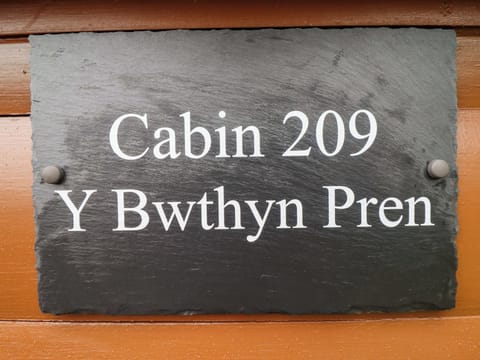 Cabin 209
Y Bwthyn Pren